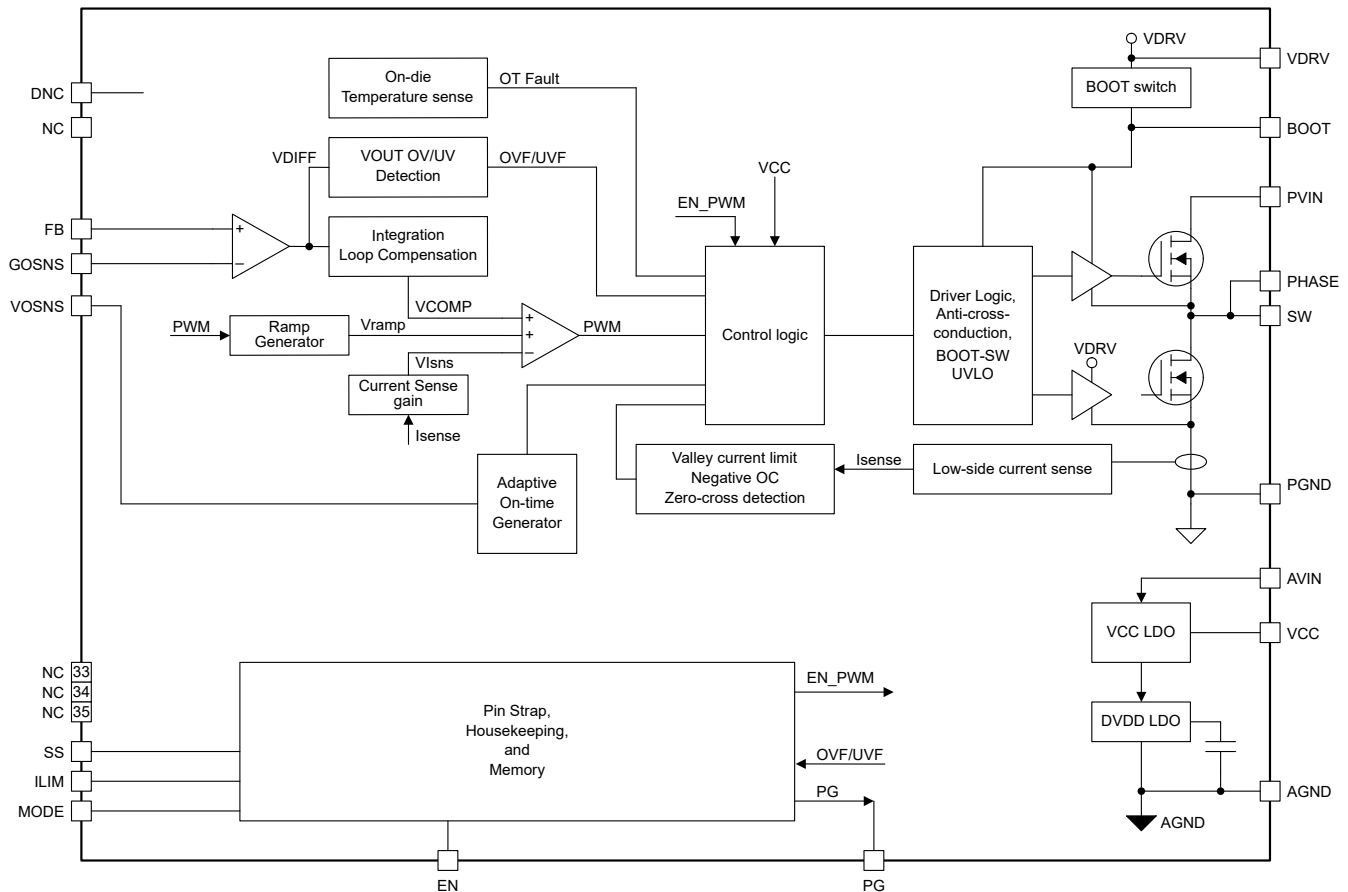 VDRV
VDRV
BOOT switch
BOOT
On-die
Temperature sense
OT Fault
DNC
NC
VDIFF
VOUT OV/UV
Detection
OVF/UVF
VCC
EN_PWM
PVIN
FB
+
−
GOSNS
Integration
Loop Compensation
VOSNS
VCOMP
PWM
Ramp
Generator
Vramp
+
+
−
PWM
VIsns
Current Sense
gain
Isense
Control logic
Driver Logic,
Anti-cross-
conduction,
BOOT-SW
UVLO
PHASE
SW
VDRV
Adaptive
On-time
Generator
Valley current limit
Negative OC
Zero-cross detection
Isense
Low-side current sense
PGND
AVIN
VCC LDO
VCC
DVDD LDO
AGND
AGND
NC 33
NC 34
NC 35
SS
ILIM
MODE
Pin Strap,
Housekeeping,
and
Memory
EN_PWM
OVF/UVF
PG
EN
PG